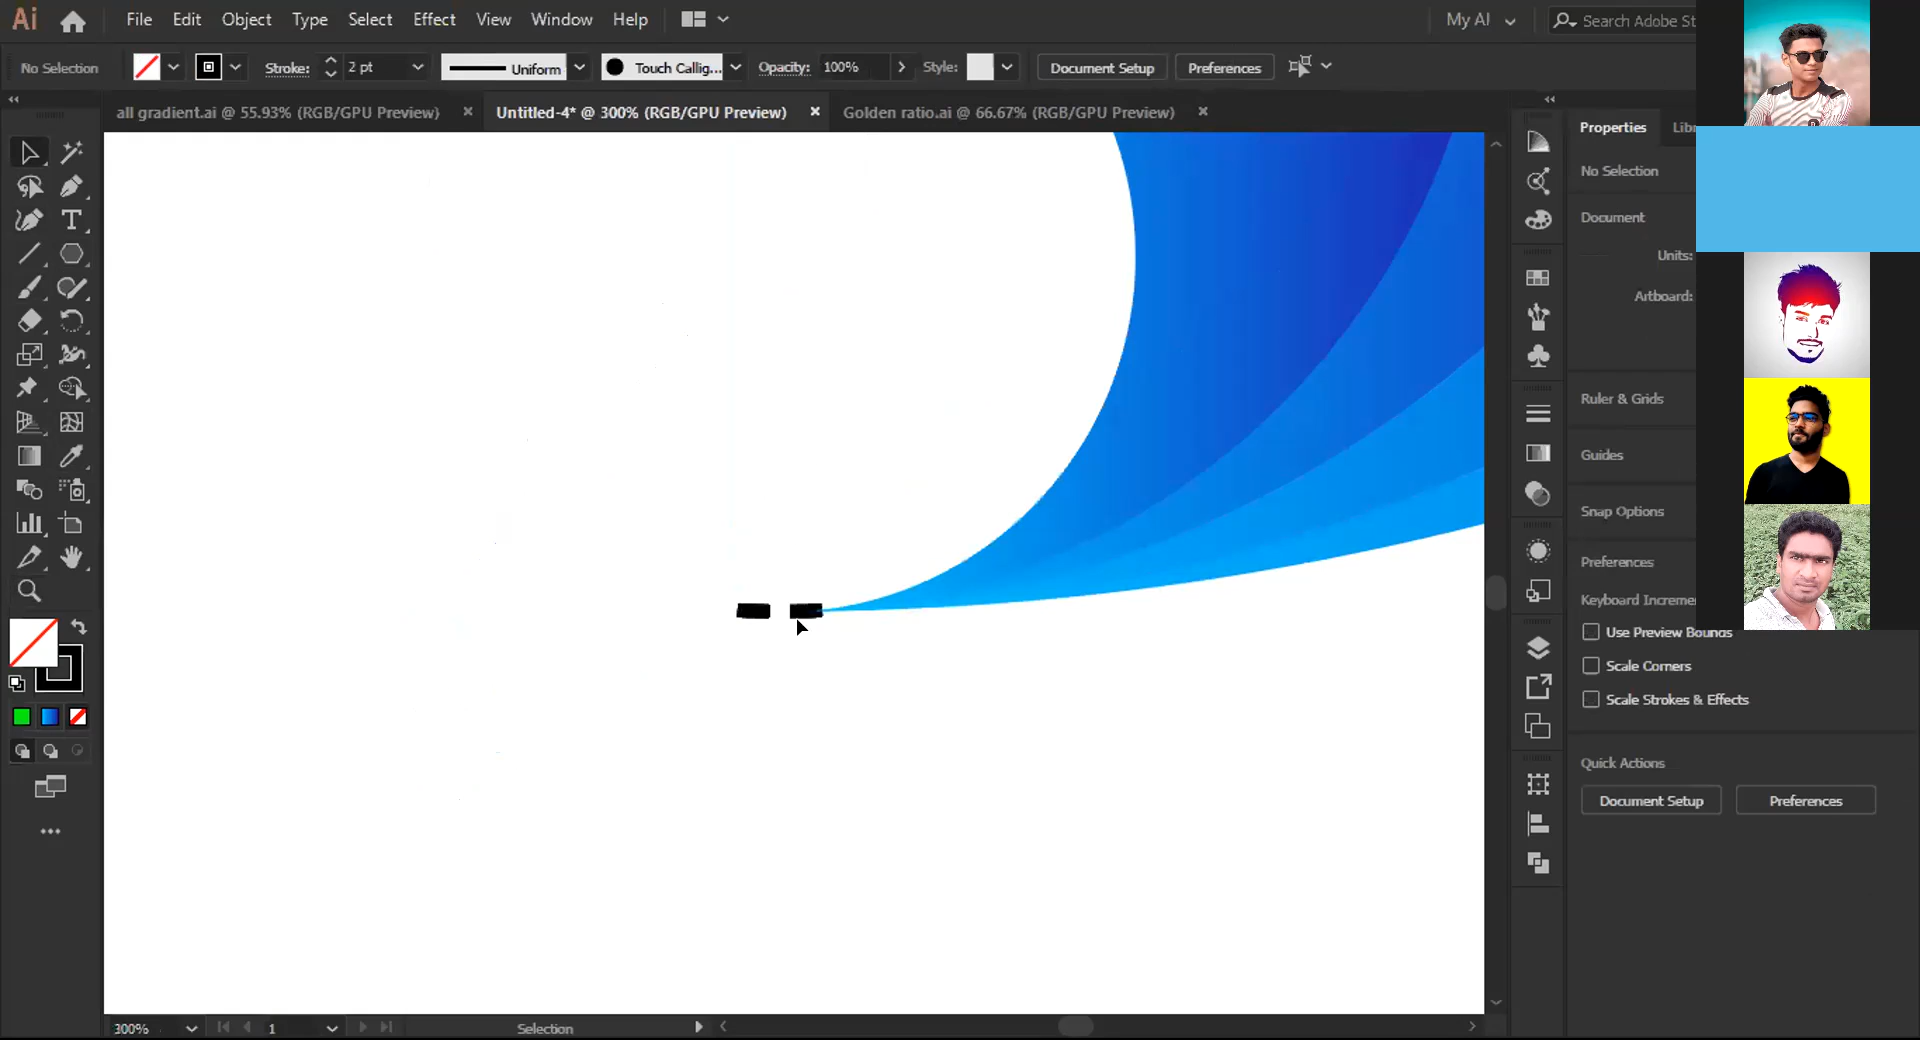 Ai File Edit Object Type Select Effect View Window Help My AI Search Adobe St
No Selection Stroke: 2 pt Uniform Touch Callig... Opacity: 100% Style: Document Setup Preferences
all gradient.ai @ 55.93% (RGB/GPU Preview) Untitled-4* @ 300% (RGB/GPU Preview) Golden ratio.ai @ 66.67% (RGB/GPU Preview)
Properties
No Selection
Document
Units:
Artboard:
Ruler & Grids
Guides
Snap Options
Preferences
Keyboard Increme
Use Preview Bounds
Scale Corners
Scale Strokes & Effects
Quick Actions
Document Setup Preferences
300% 1 Selection